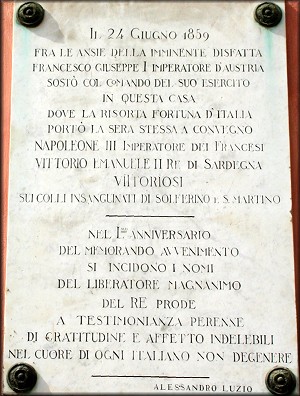 IL 24 GIUGNO 1859
FRA LE ANSIE DELLA IMMINENTE DISFATTA
FRANCESCO GIUSEPPE I IMPERATORE D'AUSTRIA
SOSTÒ COL COMANDO DEL SUO ESERCITO
IN QUESTA CASA
DOVE LA RISORTA FORTUNA D'ITALIA
PORTÒ LA SERA STESSA A CONVEGNO
NAPOLEONE III IMPERATORE DEI FRANCESI
VITTORIO EMANUELE II RE DI SARDEGNA
VITTORIOSI
SUI COLLI INSANGUINATI DI SOLFERINO E S. MARTINO
NEL L.mo ANNIVERSARIO
DEL MEMORANDO AVVENIMENTO
SI INCIDONO I NOMI
DEL LIBERATORE MAGNANIMO
DEL RE PRODE
A TESTIMONIANZA PERENNE
DI GRATITUDINE E AFFETTO INDELEBILI
NEL CUORE DI OGNI ITALIANO NON DEGENERE
ALESSANDRO LUZIO